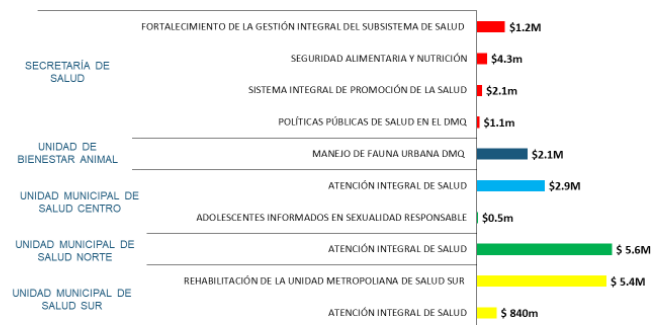 FORTALECIMIENTO DE LA GESTIÓN INTEGRAL DEL SUBSISTEMA DE SALUD $1.2M
SECRETARÍA DE
SALUD
SEGURIDAD ALIMENTARIA Y NUTRICIÓN $4.3m
SISTEMA INTEGRAL DE PROMOCIÓN DE LA SALUD $2.1m
POLÍTICAS PÚBLICAS DE SALUD EN EL DMQ $1.1m
UNIDAD DE
BIENESTAR ANIMAL
MANEJO DE FAUNA URBANA DMQ $2.1M
UNIDAD MUNICIPAL DE
SALUD CENTRO
ATENCIÓN INTEGRAL DE SALUD $2.9M
ADOLESCENTES INFORMADOS EN SEXUALIDAD RESPONSABLE $0.5m
UNIDAD MUNICIPAL DE
SALUD NORTE
ATENCIÓN INTEGRAL DE SALUD $ 5.6M
UNIDAD MUNICIPAL DE
SALUD SUR
REHABILITACIÓN DE LA UNIDAD METROPOLIANA DE SALUD SUR $ 5.4M
ATENCIÓN INTEGRAL DE SALUD $ 840m